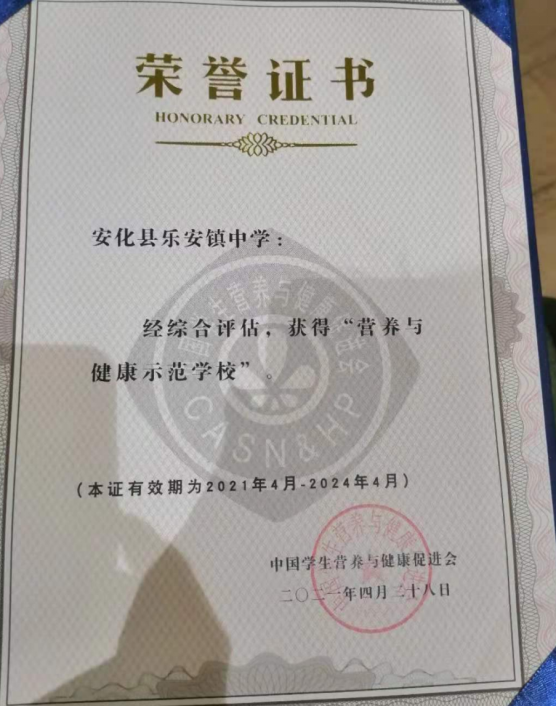 荣誉证书
HONORARY CREDENTIAL
安化县乐安镇中学：
经综合评估，获得“营养与
健康示范学校”。
CASN&HP
(本证有效期为2021年4月-2024年4月)
中国学生营养与健康促进会
二〇二一年四月二十八日